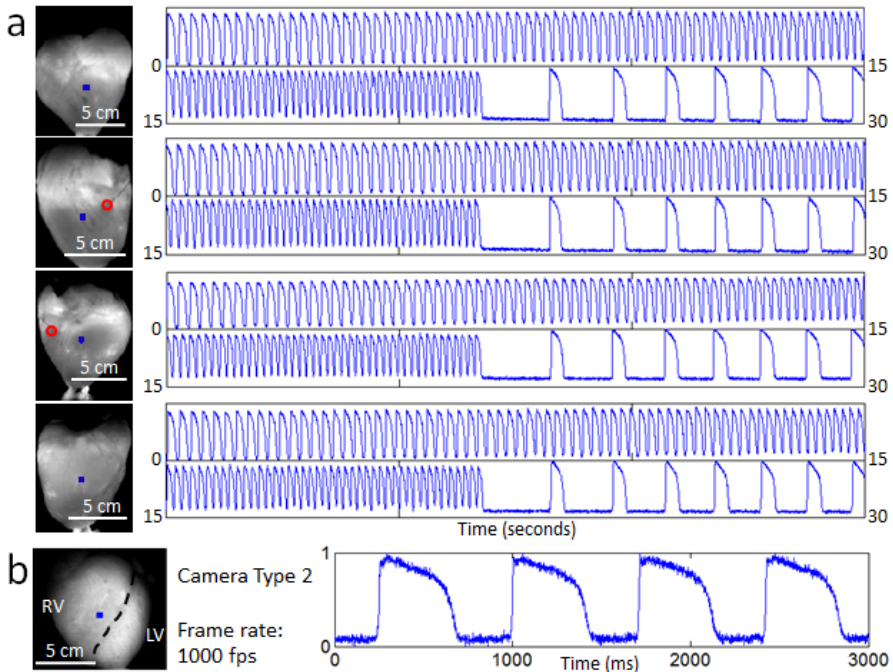 a
5 cm
0
15
15
30
5 cm
0
15
15
30
5 cm
0
15
15
30
5 cm
0
15
15
30
Time (seconds)
b
RV
LV
5 cm
Camera Type 2
Frame rate:
1000 fps
1
0
0
1000
2000
3000
Time (ms)